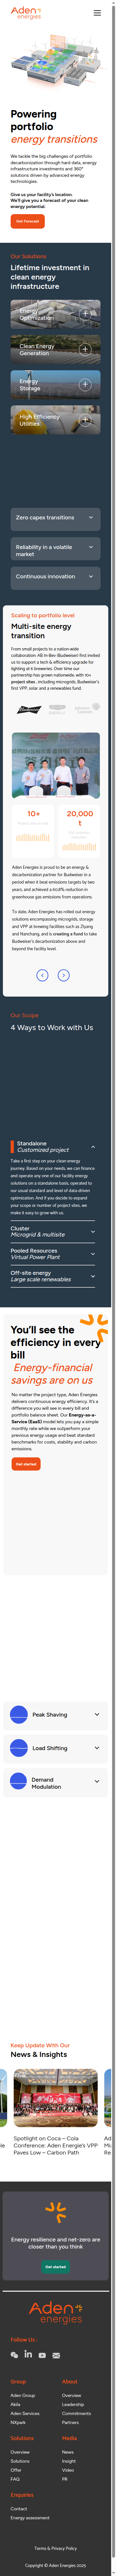 Aden
energies
Powering
portfolio
energy transitions
We tackle the big challenges of portfolio
decarbonization through hard-value, energy
infrastructure investments and 360°
solutions driven by advanced energy
technologies.
Give us your facility's location.
We'll give you a forecast of your clean
energy potential.
Get Forecast
Our Solutions
Lifetime investment in
clean energy
infrastructure
Energy
Optimization
Clean Energy
Generation
Energy
Storage
High Efficiency
Utilities
Zero capex transitions
Reliability in a volatile
market
Continuous innovation
Scaling to portfolio level
Multi-site energy
transition
From small projects to a nation-wide
collaboration: AB In-Bev (Budweiser) first invited
us to support a tech & efficiency upgrade for
lighting at 6 breweries. Over time our
partnership has grown nationwide, with 10+
project sites , including microgrids, Budweiser's
first VPP, solar and a renewables fund.
10+
20,000
t
Aden Energies is proud to be an energy &
decarbonization partner for Budweiser in a
period when it beat emissions targets by two
years, and achieved a 60.8% reduction in
greenhouse gas emissions from operations.
To date, Aden Energies has rolled out energy
solutions encompassing microgrids, storage
and VPP at brewing facilities such as Ziyang
and Nanchang, and is creating a fund model for
Budweiser's decarbonization above and
beyond the facility level.
Our Scope
4 Ways to Work with Us
Standalone
Customized project
Take a first step on your clean energy
journey. Based on your needs, we can finance
and operate any one of our key facility energy
solutions on a standalone basis, operated to
our usual standard and level of data-driven
optimization. And if it's expand to expand
your scope or number of project sites, we
make it easy to grow with us.
Cluster
Microgrid & multisite
Pooled Resources
Virtual Power Plant
Off-site energy
Large scale renewables
You'll see the
efficiency in every
bill
Energy-financial
savings are on us
No matter the project type, Aden Energies
delivers continuous energy efficiency. It's a
difference you will see in every bill and
portfolio balance sheet. Our Energy-as-a-
Service (EaaS) model lets you pay a simple
monthly rate while we outperform your
previous energy usage and beat standard
benchmarks for costs, stability and carbon
emissions.
Get started
Peak Shaving
Load Shifting
Demand
Modulation
Keep Update With Our
News & Insights
Spotlight on Coca – Cola
Conference: Aden Energie's VPP
Paves Low – Carbon Path
Energy resilience and net-zero are
closer than you think
Get started
Aden
energies
Follow Us :
Group
Aden Group
Akila
Aden Services
NXpark
About
Overview
Leadership
Commitments
Partners
Solutions
Overview
Solutions
Offer
FAQ
Media
News
Insight
Video
PR
Enquiries
Contact
Energy assessment
Terms & Privacy Policy
Copyright © Aden Energies 2025